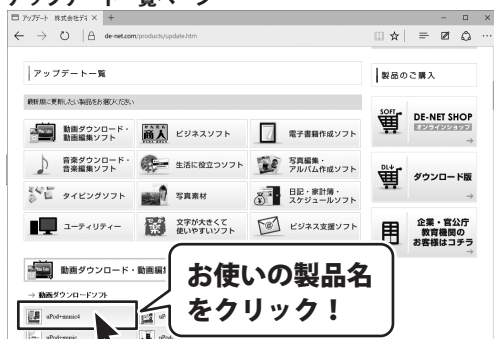 アップデート 株式会社デネ × +
de-net.com/products/update.htm
アップデート一覧
製品のご購入
最新版に更新したい製品をお選びください
動画ダウンロード・
動画編集ソフト
商人 ビジネスソフト
電子書籍作成ソフト
音楽ダウンロード・
音楽編集ソフト
生活に役立つソフト
写真編集・
アルバム作成ソフト
タイピングソフト
写真素材
日記・家計簿・
スケジュールソフト
ユーティリティー
文字が大きくて
使いやすいソフト
ビジネス支援ソフト
SOFT
DE-NET SHOP
オンラインショップ
ダウンロード版
企業・官公庁
教育機関の
お客様はコチラ
動画ダウンロード・動画編
→ 動画ダウンロードソフト
uPod+music4
お使いの製品名
をクリック!